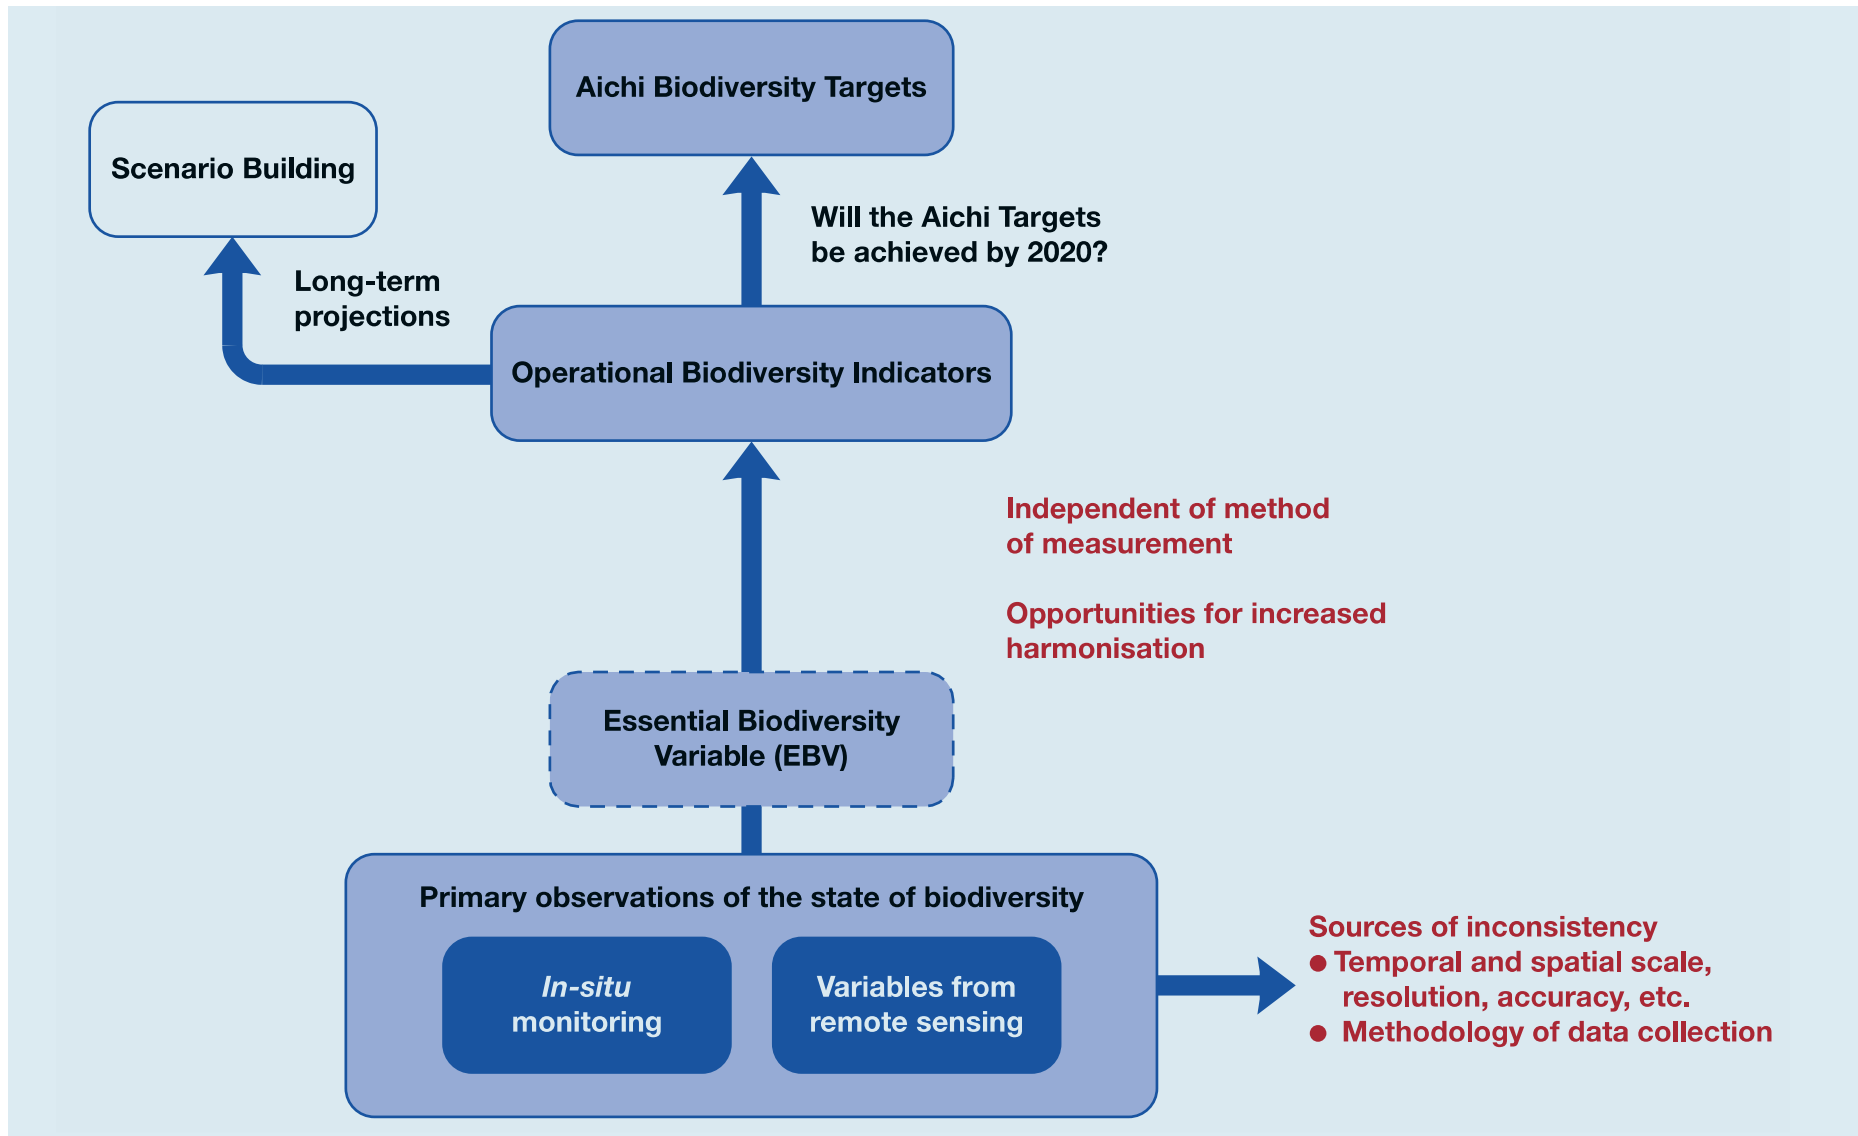 Aichi Biodiversity Targets
Scenario Building
Will the Aichi Targets
be achieved by 2020?
Long-term
projections
Operational Biodiversity Indicators
Independent of method
of measurement
Opportunities for increased
harmonisation
Essential Biodiversity
Variable (EBV)
Primary observations of the state of biodiversity
In-situ
monitoring
Variables from
remote sensing
Sources of inconsistency
● Temporal and spatial scale,
resolution, accuracy, etc.
● Methodology of data collection